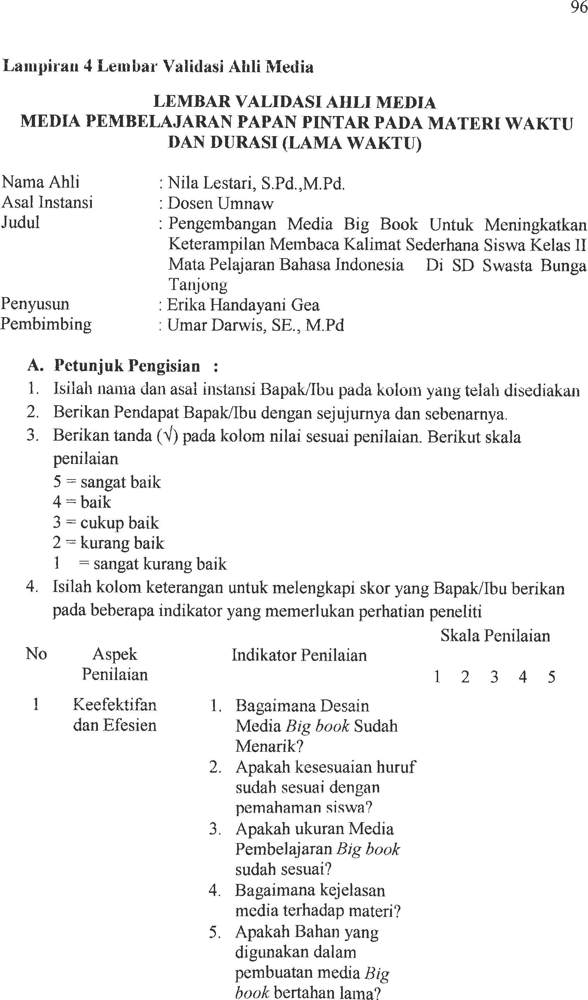 96
Lampiran 4 Lembar Validasi Ahli Media
LEMBAR VALIDASI AHLI MEDIA
MEDIA PEMBELAJARAN PAPAN PINTAR PADA MATERI WAKTU
DAN DURASI (LAMA WAKTU)
Nama Ahli : Nila Lestari, S.Pd.,M.Pd.
Asal Instansi : Dosen Umnaw
Judul : Pengembangan Media Big Book Untuk Meningkatkan
Keterampilan Membaca Kalimat Sederhana Siswa Kelas II
Mata Pelajaran Bahasa Indonesia Di SD Swasta Bunga
Tanjong
Penyusun : Erika Handayani Gea
Pembimbing : Umar Darwis, SE., M.Pd
A. Petunjuk Pengisian :
1. Isilah nama dan asal instansi Bapak/Ibu pada kolom yang telah disediakan
2. Berikan Pendapat Bapak/Ibu dengan sejujurnya dan sebenarnya.
3. Berikan tanda (√) pada kolom nilai sesuai penilaian. Berikut skala
penilaian
5 = sangat baik
4 = baik
3 = cukup baik
2 = kurang baik
1 = sangat kurang baik
4. Isilah kolom keterangan untuk melengkapi skor yang Bapak/Ibu berikan
pada beberapa indikator yang memerlukan perhatian peneliti
Skala Penilaian
No Aspek Indikator Penilaian
Penilaian 1 2 3 4 5
1 Keefektifan 1. Bagaimana Desain
dan Efesien Media Big book Sudah
Menarik?
2. Apakah kesesuaian huruf
sudah sesuai dengan
pemahaman siswa?
3. Apakah ukuran Media
Pembelajaran Big book
sudah sesuai?
4. Bagaimana kejelasan
media terhadap materi?
5. Apakah Bahan yang
digunakan dalam
pembuatan media Big
book bertahan lama?